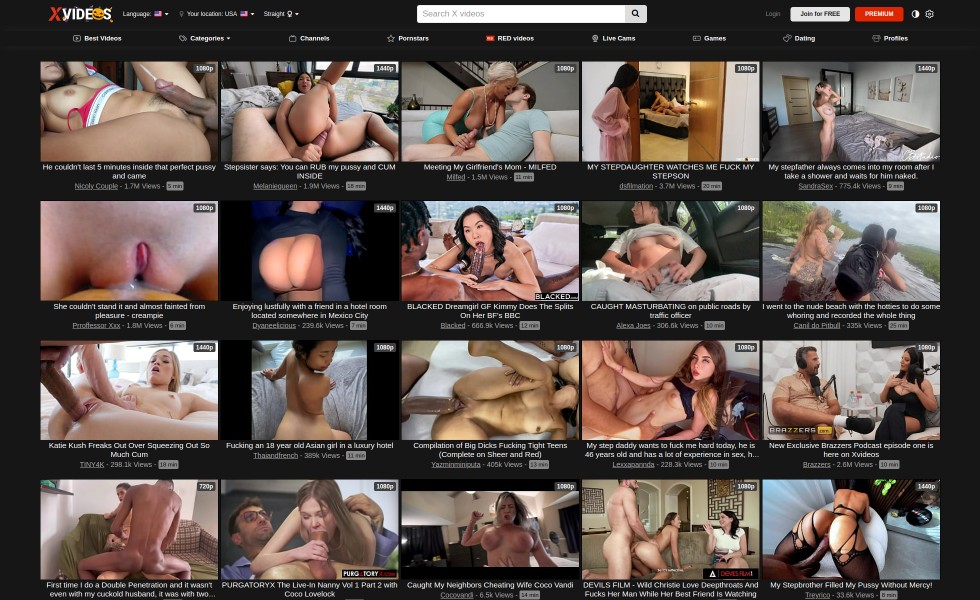 XVIDEOS
Language:
Your location: USA
Straight
Search X videos
Login
Join for FREE
PREMIUM
Best Videos
Categories
Channels
Pornstars
RED videos
Live Cams
Games
Dating
Profiles
1080p
1440p
1080p
1080p
1080p
He couldn't last 5 minutes inside that perfect pussy
and came
Nicoly Couple - 1.7M Views - 5 min
Stepsister says: You can RUB my pussy and CUM
INSIDE
Melaniequeen - 1.9M Views - 18 min
Meeting My Girlfriend's Mom - MILFED
Milfed - 1.5M Views - 11 min
MY STEPDAUGHTER WATCHES ME FUCK MY
STEPSON
dsfilmation - 3.7M Views - 20 min
My stepfather always comes into my room after I
take a shower and waits for him naked.
SandraSex - 775.4k Views - 9 min
1080p
1440p
1080p
1080p
1080p
BLACKED
She couldn't stand it and almost fainted from
pleasure - creampie
Proffessor Xxx - 1.8M Views - 6 min
Enjoying lustfully with a friend in a hotel room
located somewhere in Mexico City
Dyaneelicious - 239.6k Views - 7 min
BLACKED Dreamgirl GF Kimmy Does The Splits
On Her BF's BBC
Blacked - 666.9k Views - 12 min
CAUGHT MASTURBATING on public roads by
traffic officer
Alexa Joes - 306.6k Views - 10 min
I went to the nude beach with the hotties to do some
whoring and recorded the whole thing
Canil do Pitbull - 335k Views - 25 min
1440p
1080p
1080p
1080p
1080p
BRAZZERS
Katie Kush Freaks Out Over Squeezing Out So
Much Cum
TINY4K - 298.1k Views - 18 min
Fucking an 18 year old Asian girl in a luxury hotel
Thaiandfrench - 389k Views - 11 min
Compilation of Big Dicks Fucking Tight Teens
(Complete on Sheer and Red)
Yazminminiputa - 405k Views - 13 min
My step daddy wants to fuck me hard today, he is
46 years old and has a lot of experience in sex, h...
Lexxapannda - 228.3k Views - 10 min
New Exclusive Brazzers Podcast episode one is
here on Xvideos
Brazzers - 2.6M Views - 10 min
720p
1080p
1080p
1080p
1440p
PURGATORYX
DEVILS FILM
First time I do a Double Penetration and it wasn't
even with my cuckold husband, it was with two...
PURGATORYX The Live-In Nanny Vol 1 Part 2 with
Coco Lovelock
Caught My Neighbors Cheating Wife Coco Vandi
Cocovandi - 6.5k Views - 14 min
DEVILS FILM - Wild Christie Love Deepthroats And
Fucks Her Man While Her Best Friend Is Watching
My Stepbrother Filled My Pussy Without Mercy!
Treyrico - 33.6k Views - 8 min